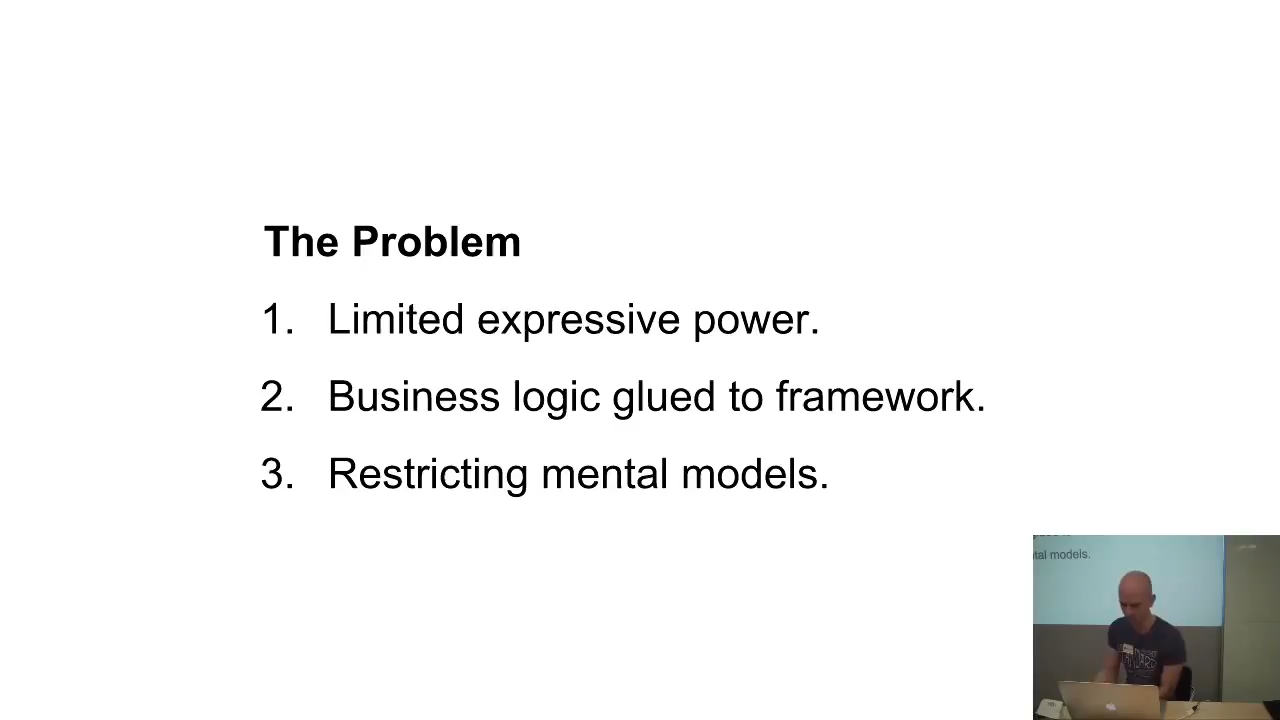 The Problem
1. Limited expressive power.
2. Business logic glued to framework.
3. Restricting mental models.
tal models.